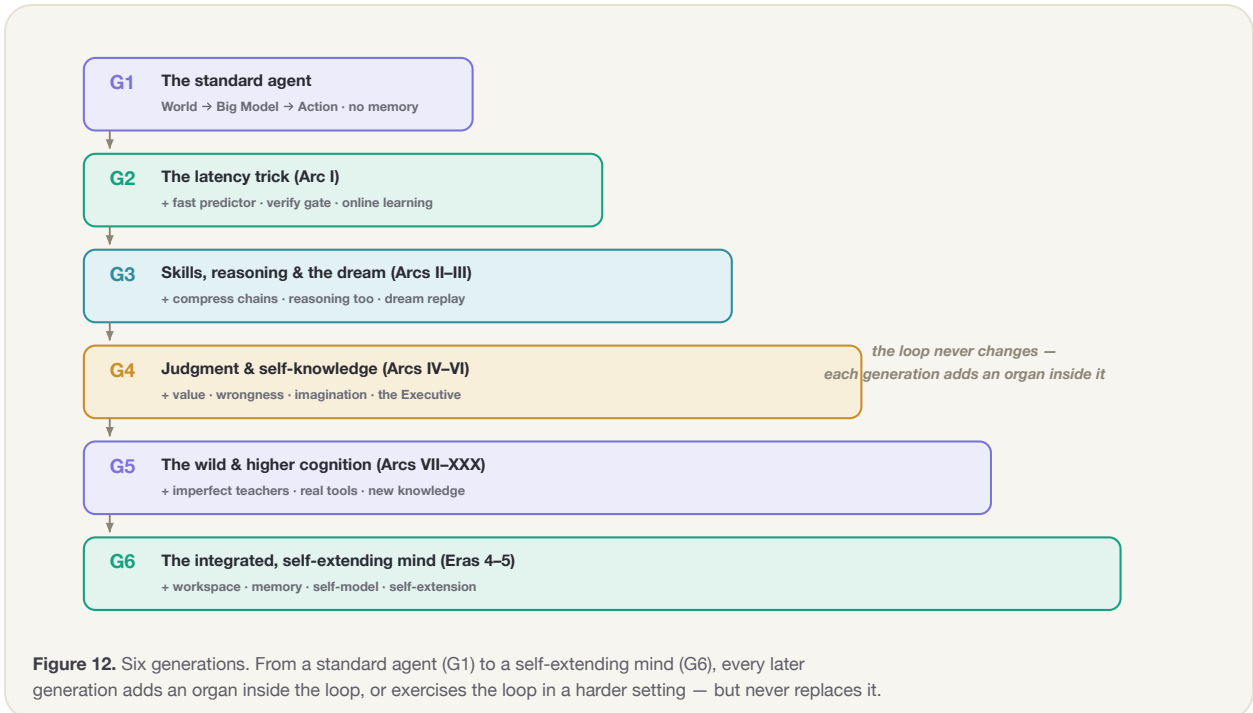 G1 The standard agent
World → Big Model → Action · no memory
G2 The latency trick (Arc I)
+ fast predictor · verify gate · online learning
G3 Skills, reasoning & the dream (Arcs II–III)
+ compress chains · reasoning too · dream replay
the loop never changes —
each generation adds an organ inside it
G4 Judgment & self-knowledge (Arcs IV–VI)
+ value · wrongness · imagination · the Executive
G5 The wild & higher cognition (Arcs VII–XXX)
+ imperfect teachers · real tools · new knowledge
G6 The integrated, self-extending mind (Eras 4–5)
+ workspace · memory · self-model · self-extension
Figure 12. Six generations. From a standard agent (G1) to a self-extending mind (G6), every later
generation adds an organ inside the loop, or exercises the loop in a harder setting — but never replaces it.